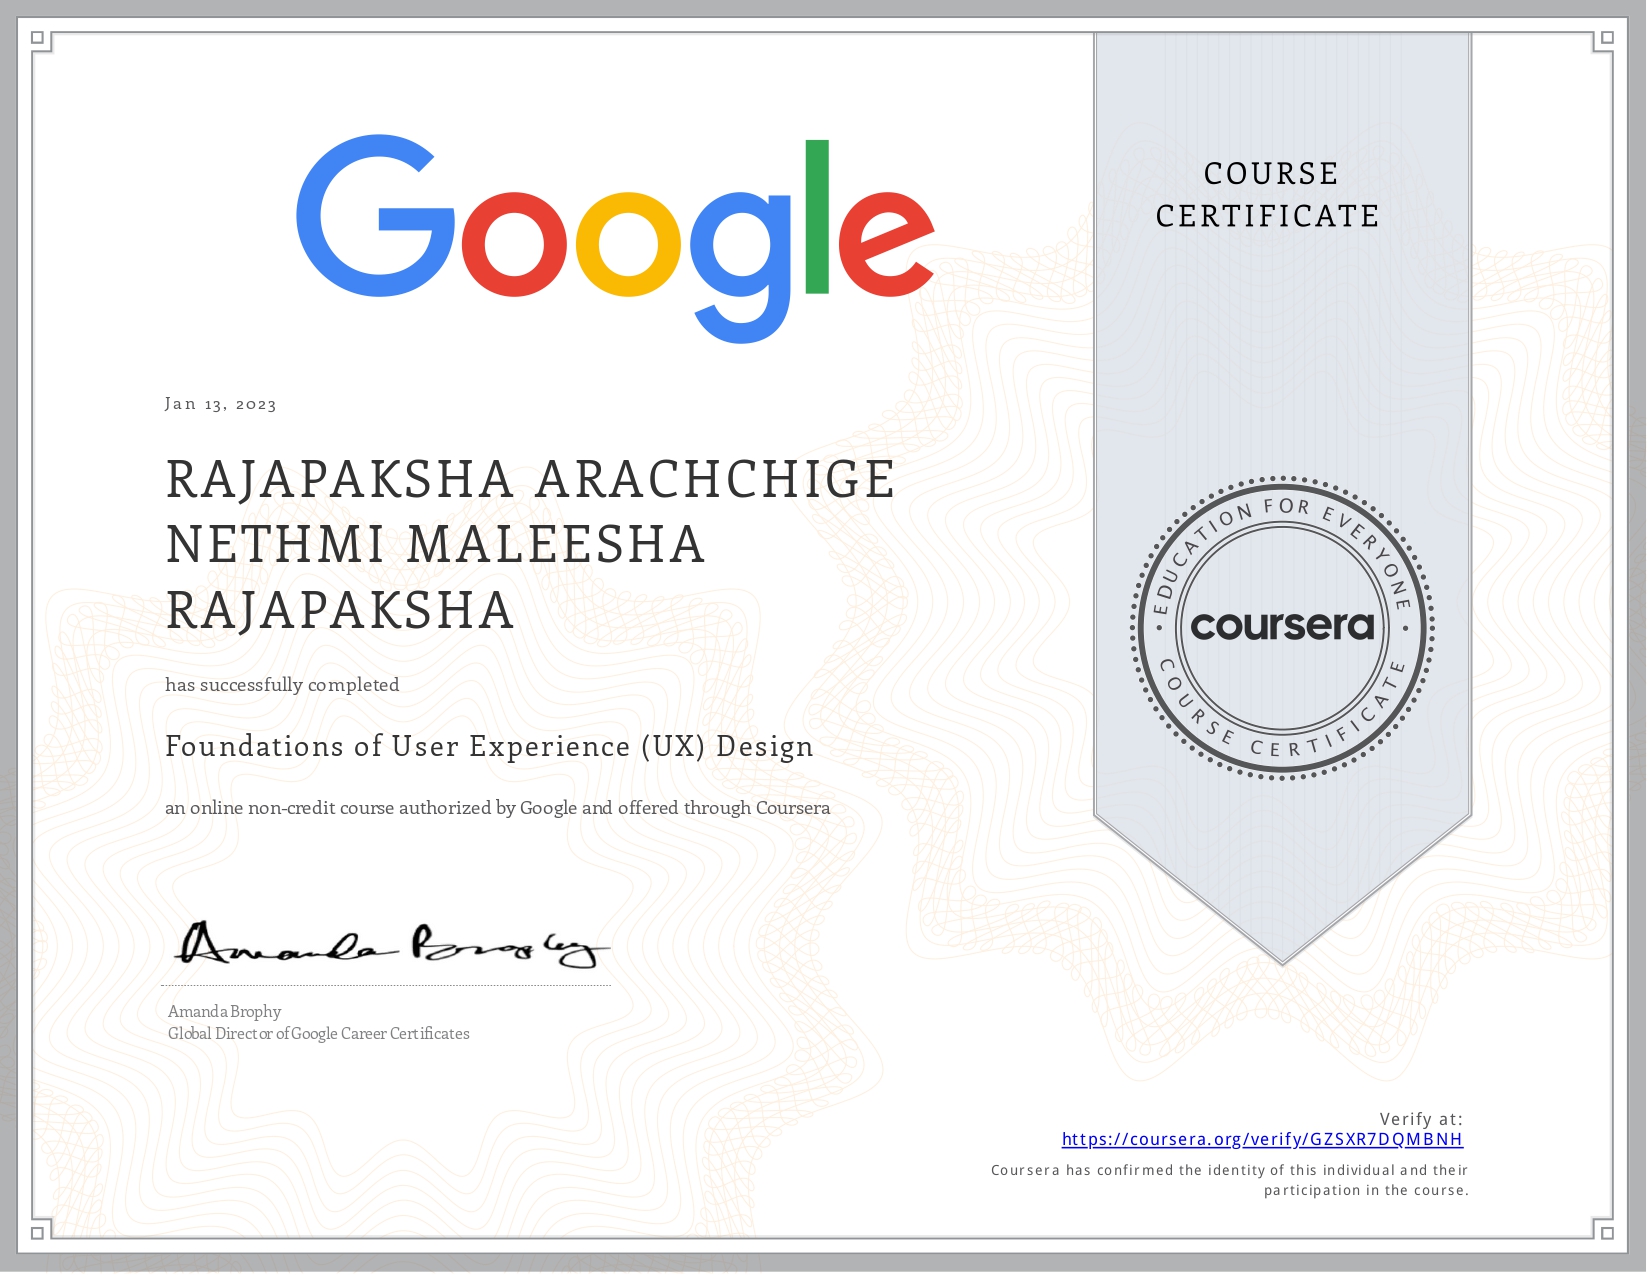 Google
COURSE
CERTIFICATE
Jan 13, 2023
RAJAPAKSHA ARACHCHIGE
NETHMI MALEESHA
RAJAPAKSHA
has successfully completed
Foundations of User Experience (UX) Design
an online non-credit course authorized by Google and offered through Coursera
EDUCATION FOR EVERYONE
coursera
COURSE CERTIFICATE
Amanda Brophy
Amanda Brophy
Global Director of Google Career Certificates
Verify at:
https://coursera.org/verify/GZSXR7DQMBNH
Coursera has confirmed the identity of this individual and their
participation in the course.